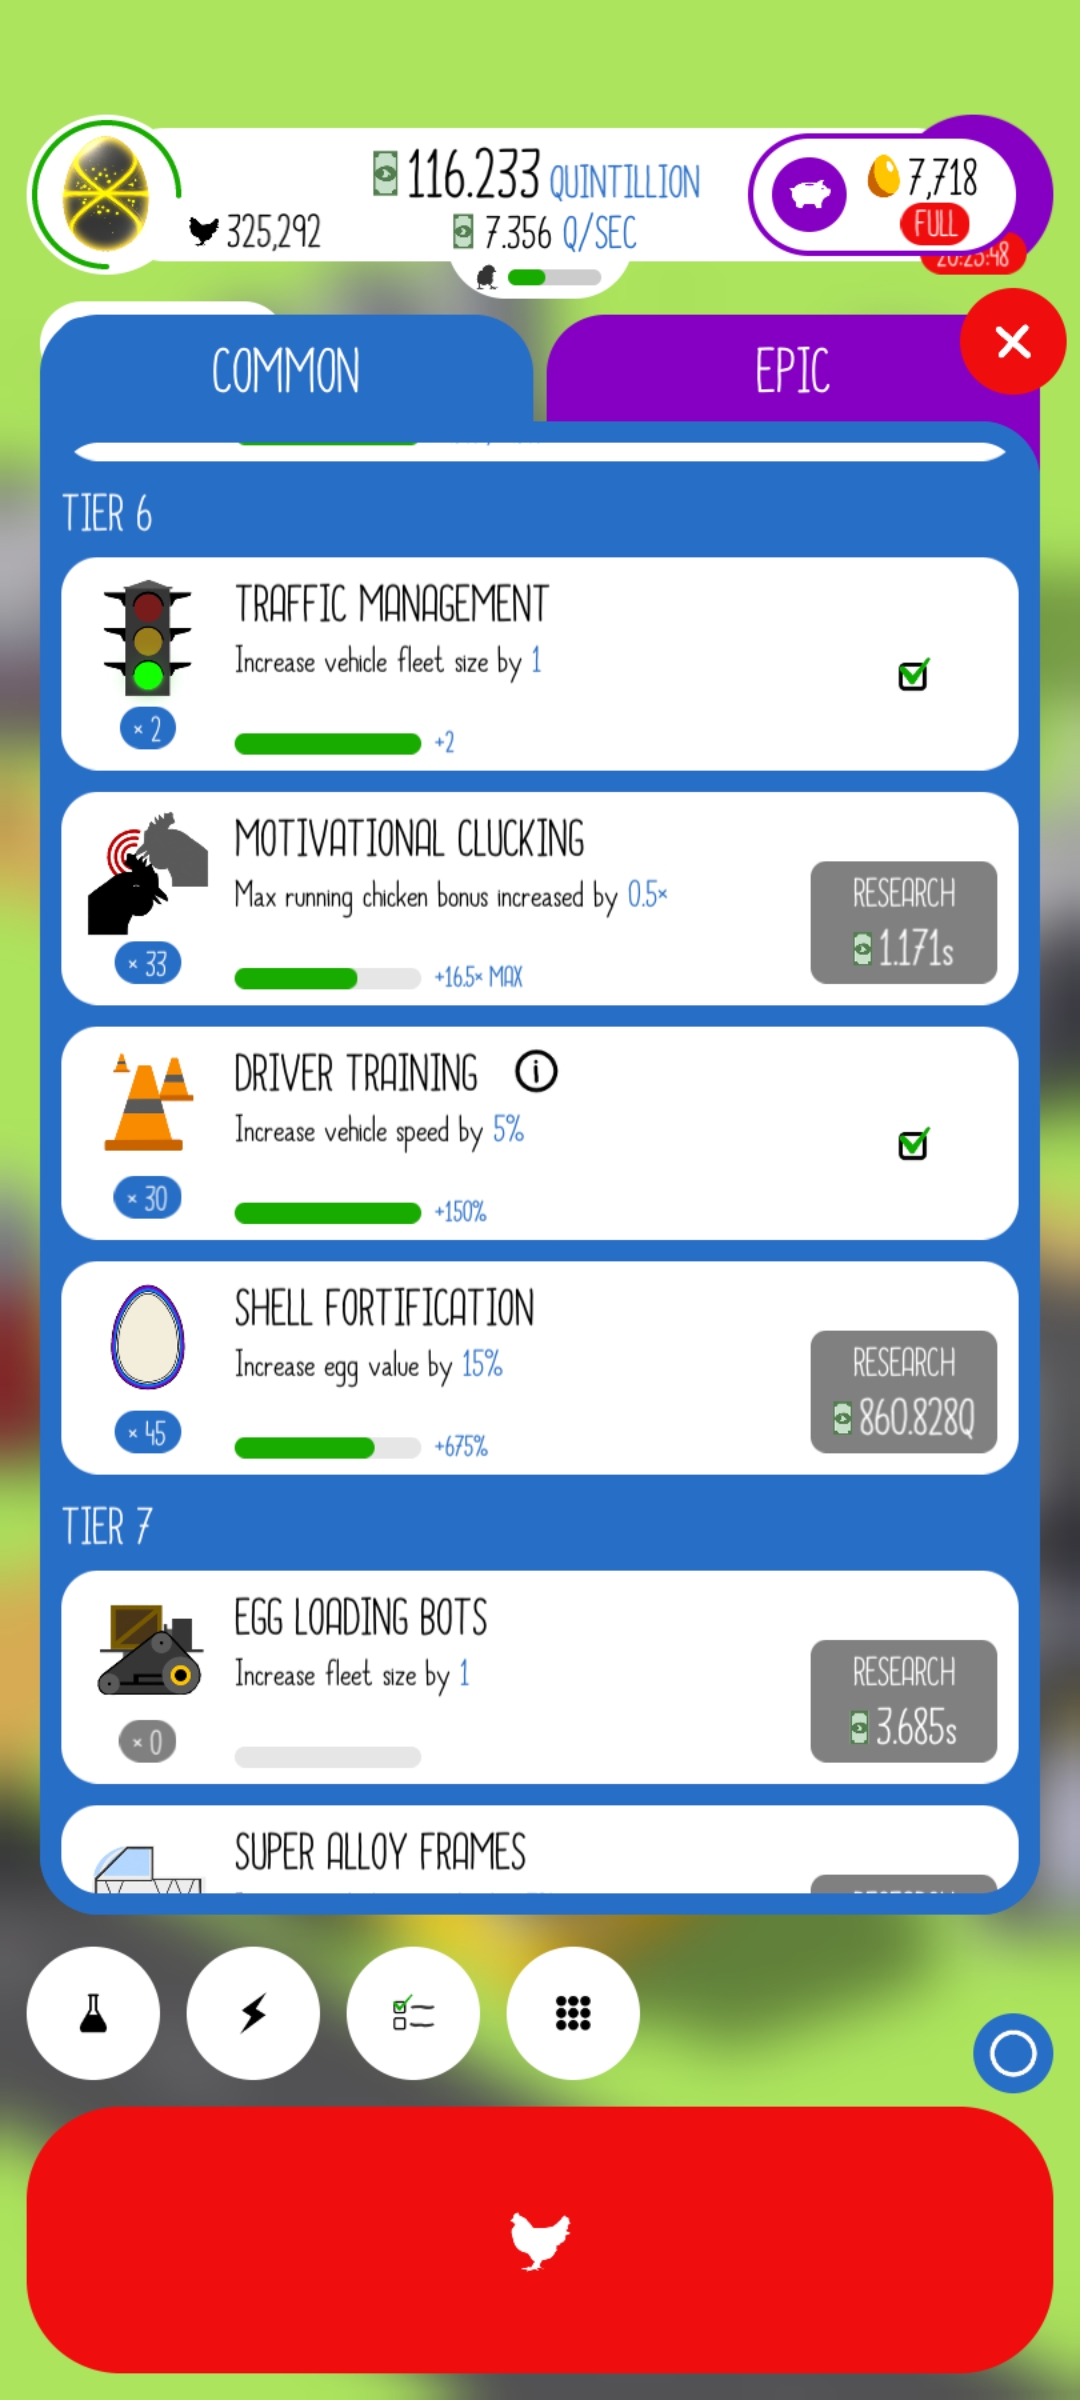 116.233 QUINTILLION
7,718
325,292
7.356 Q/SEC
FULL
20:23:48
COMMON
EPIC
TIER 6
TRAFFIC MANAGEMENT
Increase vehicle fleet size by 1
× 2
+2
MOTIVATIONAL CLUCKING
Max running chicken bonus increased by 0.5×
RESEARCH
1.171s
× 33
+16.5× MAX
DRIVER TRAINING i
Increase vehicle speed by 5%
× 30
+150%
SHELL FORTIFICATION
Increase egg value by 15%
RESEARCH
860.828Q
× 45
+675%
TIER 7
EGG LOADING BOTS
Increase fleet size by 1
RESEARCH
3.685s
× 0
SUPER ALLOY FRAMES